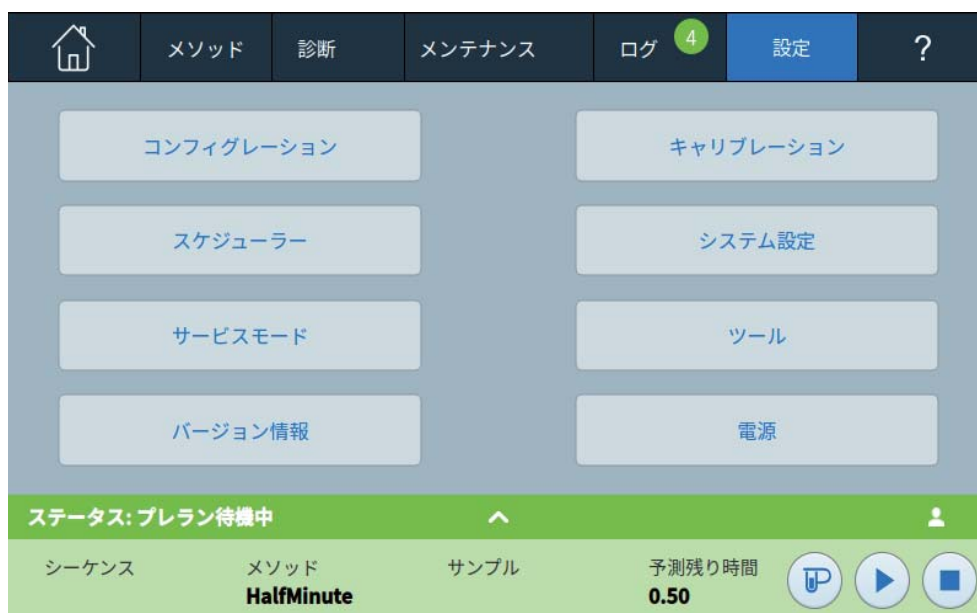 メソッド 診断 メンテナンス ログ 4 設定 ?
コンフィグレーション キャリブレーション
スケジューラー システム設定
サービスモード ツール
バージョン情報 電源
ステータス: プレラン待機中
シーケンス メソッド サンプル 予測残り時間
HalfMinute 0.50